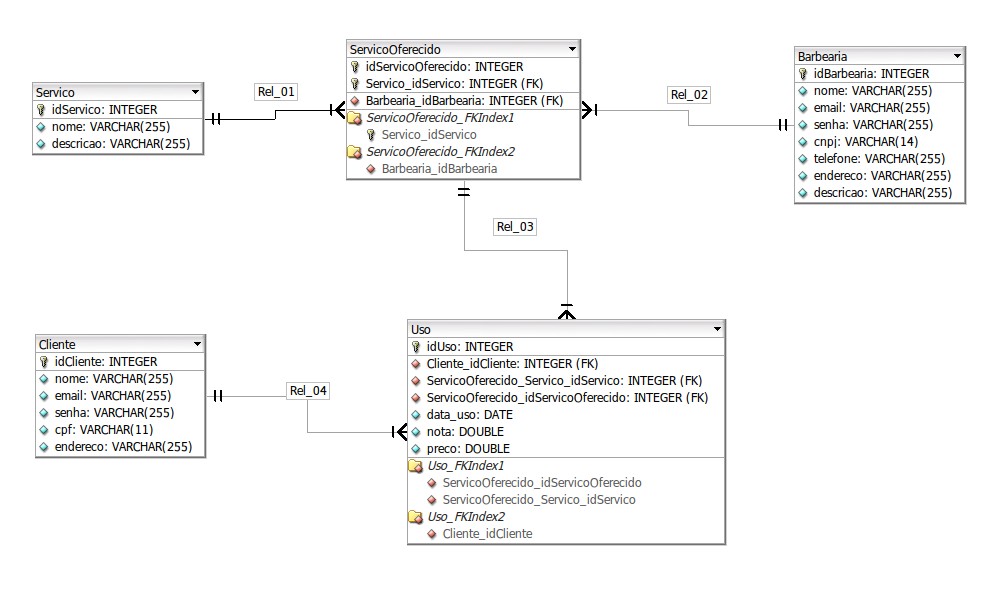 Servico
idServico: INTEGER
nome: VARCHAR(255)
descricao: VARCHAR(255)
Rel_01
ServicoOferecido
idServicoOferecido: INTEGER
Servico_idServico: INTEGER (FK)
Barbearia_idBarbearia: INTEGER (FK)
ServicoOferecido_FKIndex1
Servico_idServico
ServicoOferecido_FKIndex2
Barbearia_idBarbearia
Rel_02
Barbearia
idBarbearia: INTEGER
nome: VARCHAR(255)
email: VARCHAR(255)
senha: VARCHAR(255)
cnpj: VARCHAR(14)
telefone: VARCHAR(255)
endereco: VARCHAR(255)
descricao: VARCHAR(255)
Rel_03
Cliente
idCliente: INTEGER
nome: VARCHAR(255)
email: VARCHAR(255)
senha: VARCHAR(255)
cpf: VARCHAR(11)
endereco: VARCHAR(255)
Rel_04
Uso
idUso: INTEGER
Cliente_idCliente: INTEGER (FK)
ServicoOferecido_Servico_idServico: INTEGER (FK)
ServicoOferecido_idServicoOferecido: INTEGER (FK)
data_uso: DATE
nota: DOUBLE
preco: DOUBLE
Uso_FKIndex1
ServicoOferecido_idServicoOferecido
ServicoOferecido_Servico_idServico
Uso_FKIndex2
Cliente_idCliente